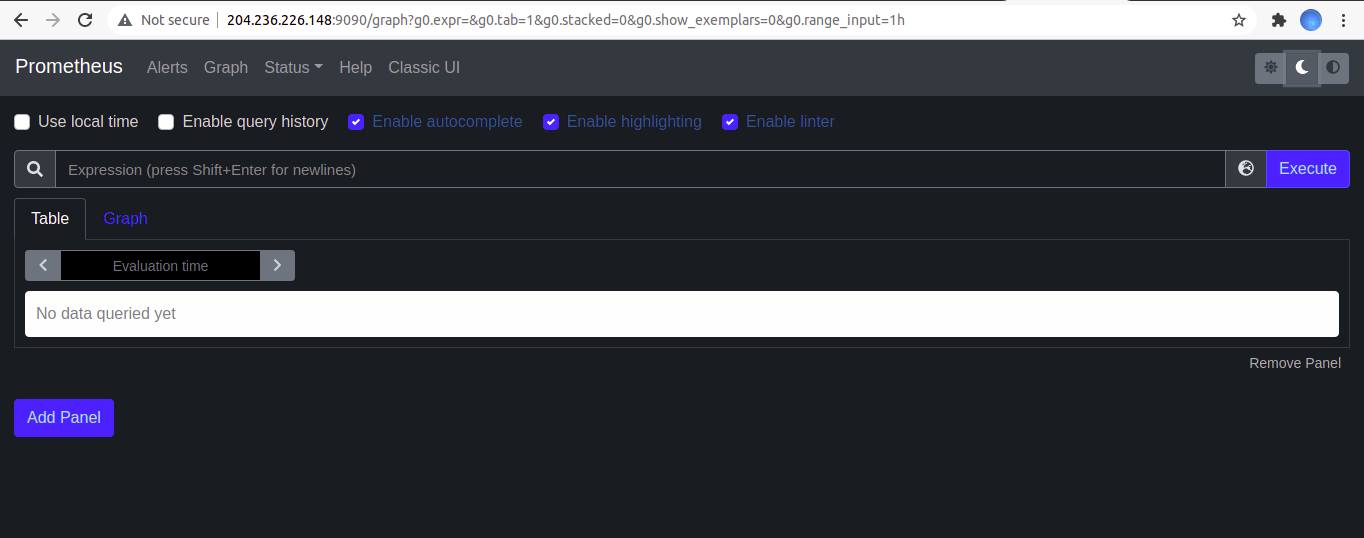 Not secure 204.236.226.148:9090/graph?g0.expr=&g0.tab=1&g0.stacked=0&g0.show_exemplars=0&g0.range_input=1h
Prometheus Alerts Graph Status Help Classic UI
Use local time Enable query history Enable autocomplete Enable highlighting Enable linter
Expression (press Shift+Enter for newlines) Execute
Table Graph
Evaluation time
No data queried yet
Remove Panel
Add Panel